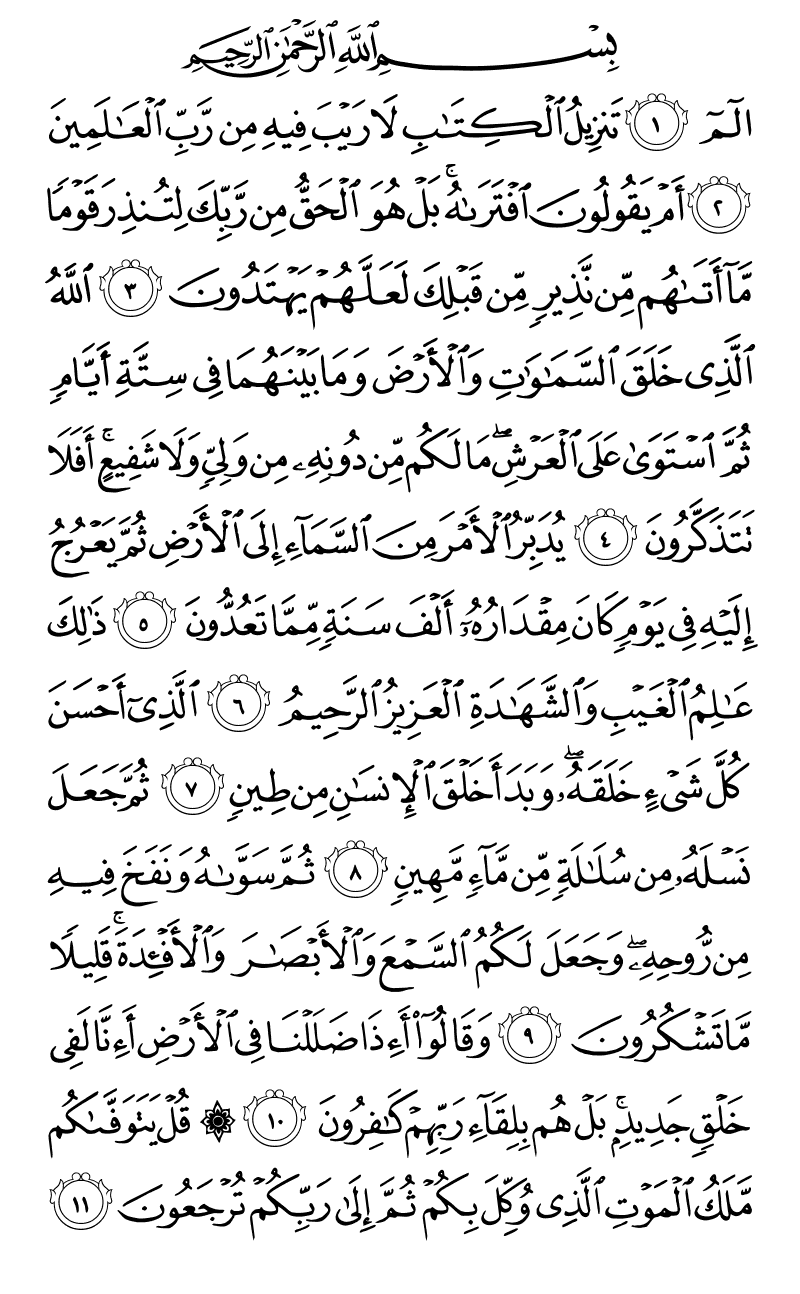 بِسْمِ ٱللَّهِ ٱلرَّحْمَٰنِ ٱلرَّحِيمِ
الٓمٓ ١ تَنزِيلُ ٱلْكِتَٰبِ لَا رَيْبَ فِيهِ مِن رَّبِّ ٱلْعَٰلَمِينَ
٢ أَمْ يَقُولُونَ ٱفْتَرَىٰهُ ۚ بَلْ هُوَ ٱلْحَقُّ مِن رَّبِّكَ لِتُنذِرَ قَوْمًا
مَّآ أَتَىٰهُم مِّن نَّذِيرٍ مِّن قَبْلِكَ لَعَلَّهُمْ يَهْتَدُونَ ٣ ٱللَّهُ
ٱلَّذِى خَلَقَ ٱلسَّمَٰوَٰتِ وَٱلْأَرْضَ وَمَا بَيْنَهُمَا فِى سِتَّةِ أَيَّامٍ
ثُمَّ ٱسْتَوَىٰ عَلَى ٱلْعَرْشِ ۖ مَا لَكُم مِّن دُونِهِۦ مِن وَلِىٍّ وَلَا شَفِيعٍ ۚ أَفَلَا
تَتَذَكَّرُونَ ٤ يُدَبِّرُ ٱلْأَمْرَ مِنَ ٱلسَّمَآءِ إِلَى ٱلْأَرْضِ ثُمَّ يَعْرُجُ
إِلَيْهِ فِى يَوْمٍ كَانَ مِقْدَارُهُۥٓ أَلْفَ سَنَةٍ مِّمَّا تَعُدُّونَ ٥ ذَٰلِكَ
عَٰلِمُ ٱلْغَيْبِ وَٱلشَّهَٰدَةِ ٱلْعَزِيزُ ٱلرَّحِيمُ ٦ ٱلَّذِىٓ أَحْسَنَ
كُلَّ شَىْءٍ خَلَقَهُۥ ۖ وَبَدَأَ خَلْقَ ٱلْإِنسَٰنِ مِن طِينٍ ٧ ثُمَّ جَعَلَ
نَسْلَهُۥ مِن سُلَٰلَةٍ مِّن مَّآءٍ مَّهِينٍ ٨ ثُمَّ سَوَّىٰهُ وَنَفَخَ فِيهِ
مِن رُّوحِهِۦ ۖ وَجَعَلَ لَكُمُ ٱلسَّمْعَ وَٱلْأَبْصَٰرَ وَٱلْأَفْـِٔدَةَ ۚ قَلِيلًا
مَّا تَشْكُرُونَ ٩ وَقَالُوٓا۟ أَءِذَا ضَلَلْنَا فِى ٱلْأَرْضِ أَءِنَّا لَفِى
خَلْقٍ جَدِيدٍۭ ۚ بَلْ هُم بِلِقَآءِ رَبِّهِمْ كَٰفِرُونَ ١٠ ۞ قُلْ يَتَوَفَّىٰكُم
مَّلَكُ ٱلْمَوْتِ ٱلَّذِى وُكِّلَ بِكُمْ ثُمَّ إِلَىٰ رَبِّكُمْ تُرْجَعُونَ ١١